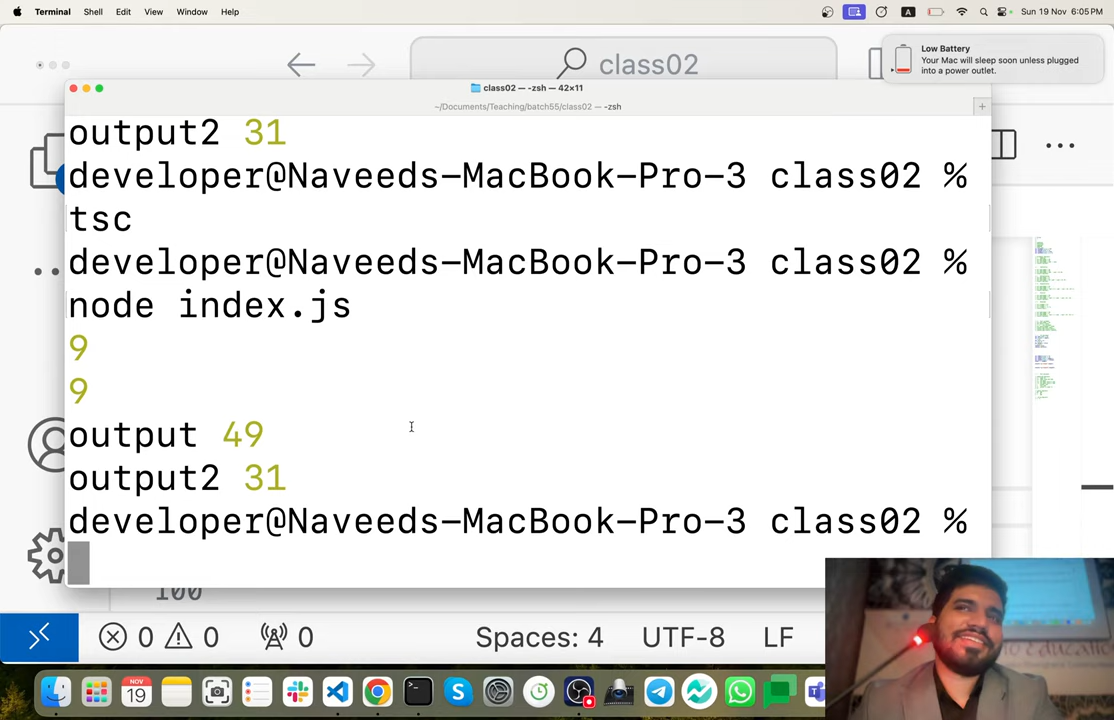 Terminal Shell Edit View Window Help
A
Sun 19 Nov 6:05 PM
class02
Low Battery
Your Mac will sleep soon unless plugged
into a power outlet.
class02 — -zsh — 42×11
~/Documents/Teaching/batch55/class02 — -zsh
output2 31
developer@Naveeds-MacBook-Pro-3 class02 %
tsc
developer@Naveeds-MacBook-Pro-3 class02 %
node index.js
9
9
output 49
output2 31
developer@Naveeds-MacBook-Pro-3 class02 %
100
0 0 0 Spaces: 4 UTF-8 LF
NOV
19